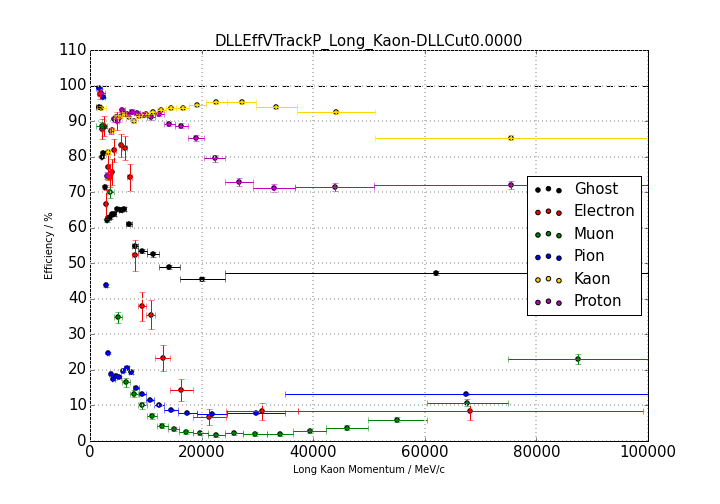 DLLEffVTrackP_Long_Kaon-DLLCut0.0000
110
100
90
80
70
60
50
40
30
20
10
0
Efficiency / %
Ghost
Electron
Muon
Pion
Kaon
Proton
0 20000 40000 60000 80000 100000
Long Kaon Momentum / MeV/c